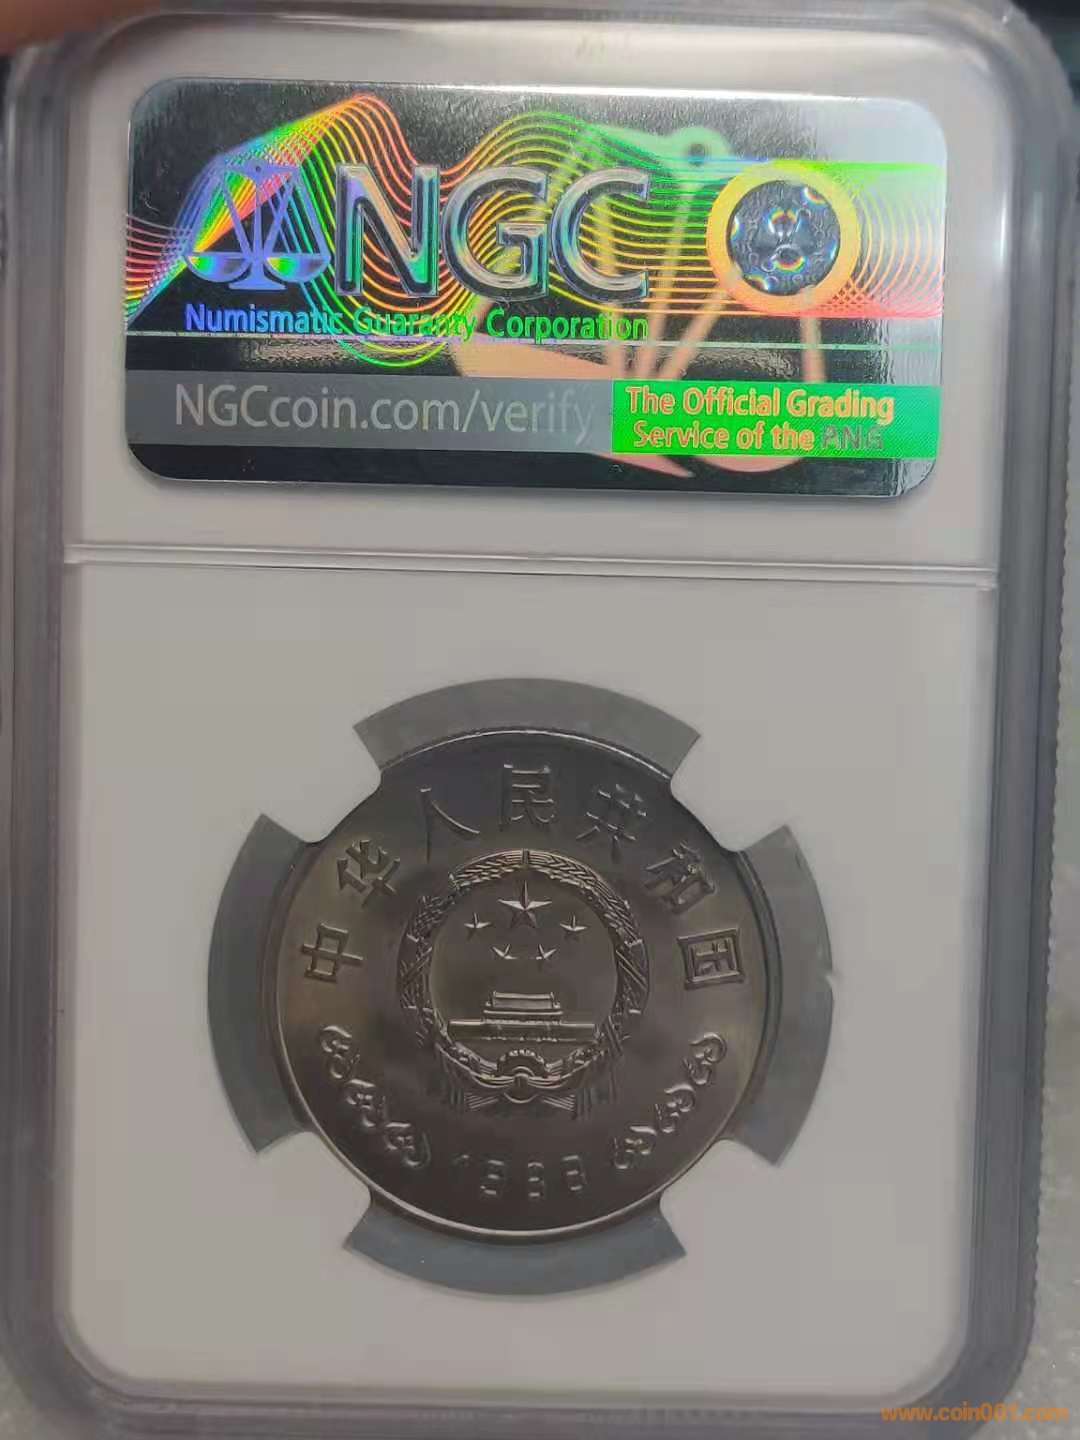 NGC
Numismatic Guaranty Corporation
NGCcoin.com/verify
The Official Grading
Service of the ANA
中华人民共和国
1988
www.coin001.com